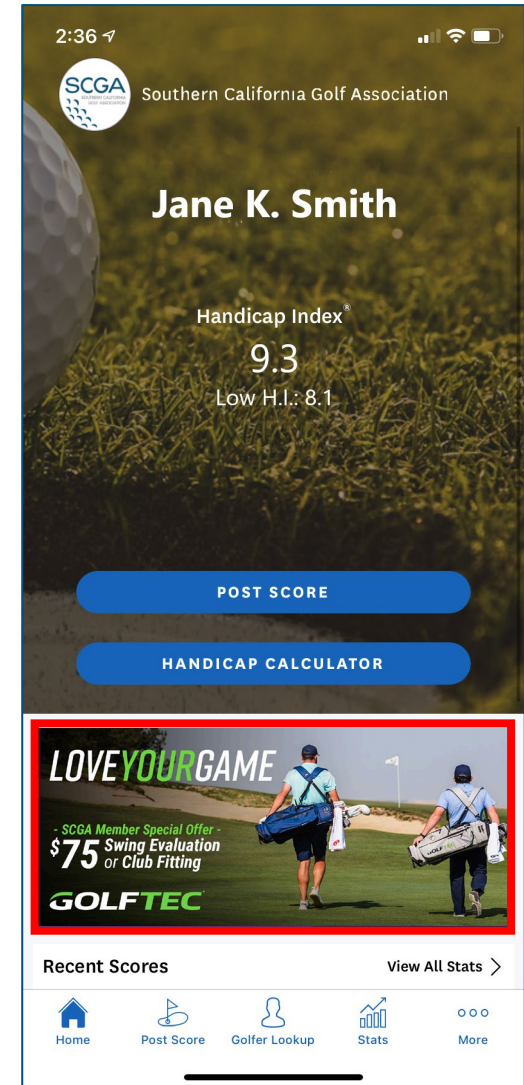 2:36
SCGA
Southern California Golf Association
Jane K. Smith
Handicap Index®
9.3
Low H.I.: 8.1
POST SCORE
HANDICAP CALCULATOR
LOVEYOURGAME
- SCGA Member Special Offer -
$75 Swing Evaluation
or Club Fitting
GOLFTEC
Recent Scores
View All Stats
Home
Post Score
Golfer Lookup
Stats
More